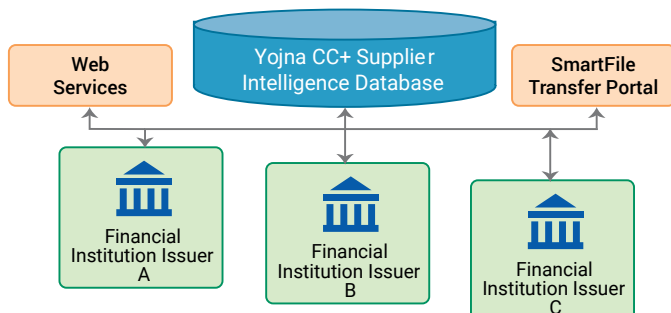 Web
Services
Yojna CC+ Supplier
Intelligence Database
SmartFile
Transfer Portal
Financial
Institution Issuer
A
Financial
Institution Issuer
B
Financial
Institution Issuer
C